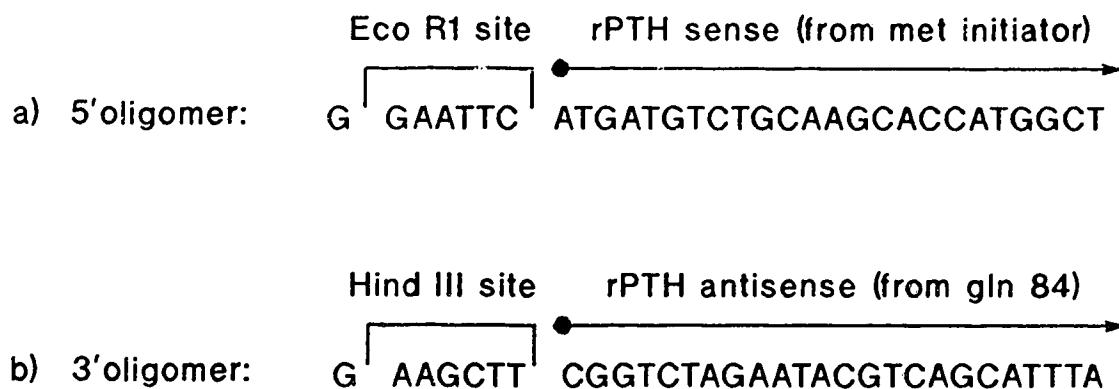 Eco R1 site rPTH sense (from met initiator)
a) 5'oligomer: G GAATTC ATGATGTCTGCAAGCACCATGGCT
Hind III site rPTH antisense (from gln 84)
b) 3'oligomer: G AAGCTT CGGTCTAGAATACGTCAGCATTTA